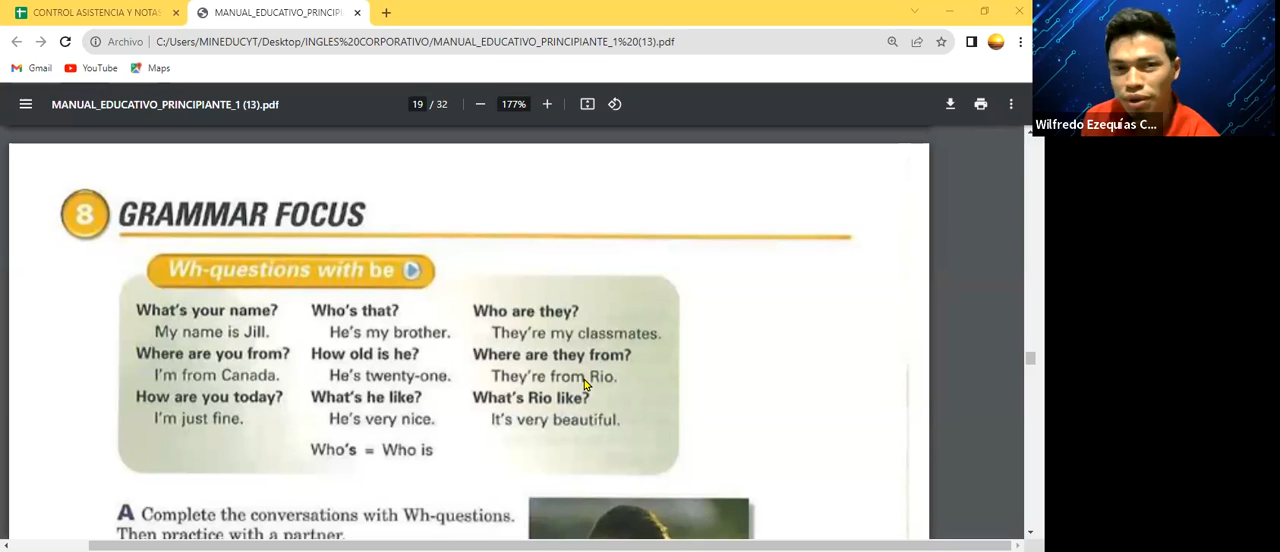 CONTROL ASISTENCIA Y NOTAS
MANUAL_EDUCATIVO_PRINCIPI
Archivo
C:/Users/MINEDUCYT/Desktop/INGLES%20CORPORATIVO/MANUAL_EDUCATIVO_PRINCIPIANTE_1%20(13).pdf
Gmail
YouTube
Maps
MANUAL_EDUCATIVO_PRINCIPIANTE_1 (13).pdf
19 / 32
177%
Wilfredo Ezequías C...
8 GRAMMAR FOCUS
Wh-questions with be
What's your name?
My name is Jill.
Where are you from?
I'm from Canada.
How are you today?
I'm just fine.
Who's that?
He's my brother.
How old is he?
He's twenty-one.
What's he like?
He's very nice.
Who's = Who is
Who are they?
They're my classmates.
Where are they from?
They're from Rio.
What's Rio like?
It's very beautiful.
A Complete the conversations with Wh-questions.
Then practice with a partner.